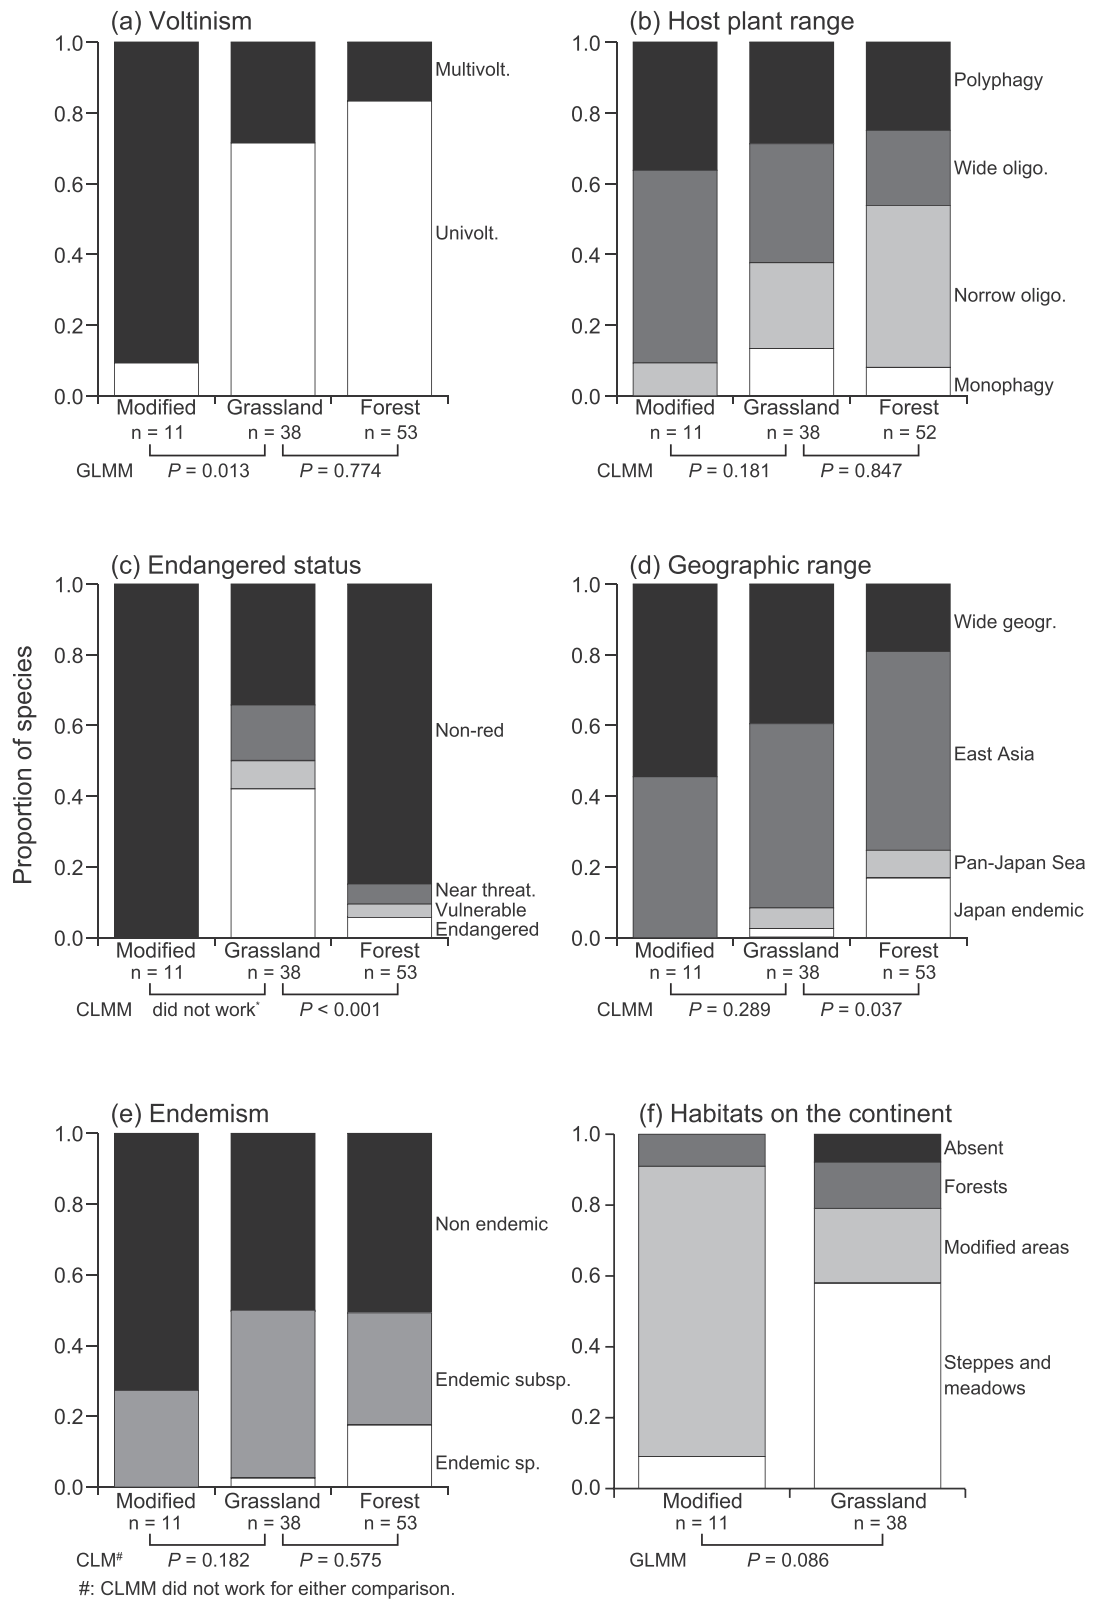 (a) Voltinism
1.0
0.8
0.6
0.4
0.2
0.0
Multivolt.
Univolt.
Modified Grassland Forest
n = 11 n = 38 n = 53
GLMM P = 0.013 P = 0.774
(b) Host plant range
1.0
0.8
0.6
0.4
0.2
0.0
Polyphagy
Wide oligo.
Norrow oligo.
Monophagy
Modified Grassland Forest
n = 11 n = 38 n = 52
CLMM P = 0.181 P = 0.847
Proportion of species
(c) Endangered status
1.0
0.8
0.6
0.4
0.2
0.0
Non-red
Near threat.
Vulnerable
Endangered
Modified Grassland Forest
n = 11 n = 38 n = 53
CLMM did not work* P < 0.001
(d) Geographic range
1.0
0.8
0.6
0.4
0.2
0.0
Wide geogr.
East Asia
Pan-Japan Sea
Japan endemic
Modified Grassland Forest
n = 11 n = 38 n = 53
CLMM P = 0.289 P = 0.037
(e) Endemism
1.0
0.8
0.6
0.4
0.2
0.0
Non endemic
Endemic subsp.
Endemic sp.
Modified Grassland Forest
n = 11 n = 38 n = 53
CLM# P = 0.182 P = 0.575
#: CLMM did not work for either comparison.
(f) Habitats on the continent
1.0
0.8
0.6
0.4
0.2
0.0
Absent
Forests
Modified areas
Steppes and
meadows
Modified Grassland
n = 11 n = 38
GLMM P = 0.086